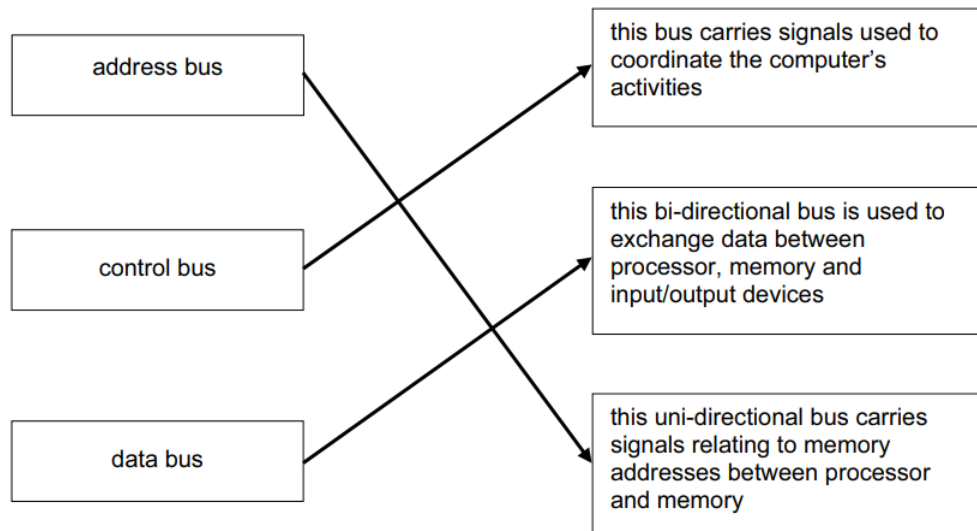 address bus
this bus carries signals used to
coordinate the computer’s
activities
control bus
this bi-directional bus is used to
exchange data between
processor, memory and
input/output devices
data bus
this uni-directional bus carries
signals relating to memory
addresses between processor
and memory